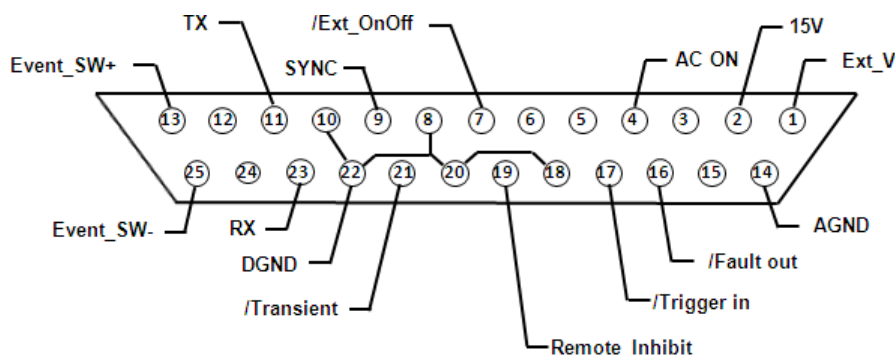 TX
/Ext_OnOff
15V
Event_SW+
SYNC
AC ON
Ext_V
13 12 11 10 9 8 7 6 5 4 3 2 1
25 24 23 22 21 20 19 18 17 16 15 14
Event_SW-
RX
AGND
DGND
/Fault out
/Transient
/Trigger in
Remote Inhibit